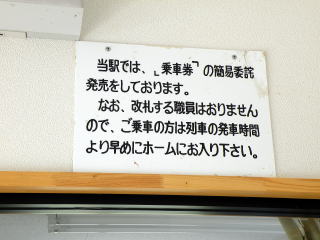 当駅では、「乗車券」の簡易委託
発売をしております。
なお、改札する職員はおりません
ので、ご乗車の方は列車の発車時間
より早めにホームにお入り下さい。